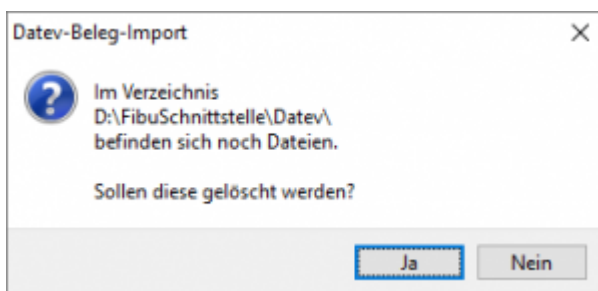 Datev-Beleg-Import
Im Verzeichnis
D:\FibuSchnittstelle\Datev\
befinden sich noch Dateien.
Sollen diese gelöscht werden?
Ja
Nein